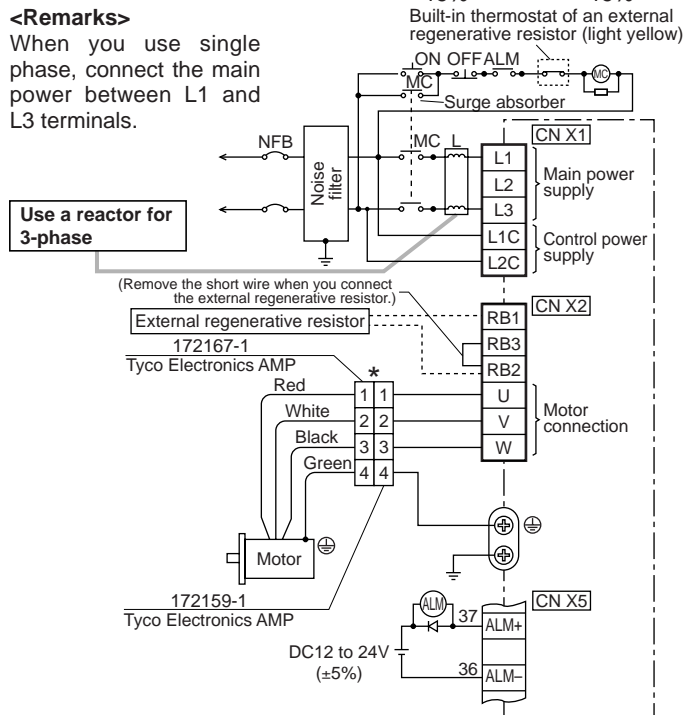 <Remarks>
When you use single
phase, connect the main
power between L1 and
L3 terminals.
Built-in thermostat of an external
regenerative resistor (light yellow)
ON OFF ALM
MC
MC
Surge absorber
NFB
Noise
filter
MC
L
CN X1
L1
L2
L3
L1C
L2C
Main power
supply
Control power
supply
Use a reactor for
3-phase
(Remove the short wire when you connect
the external regenerative resistor.)
External regenerative resistor
CN X2
RB1
RB3
RB2
U
V
W
Motor
connection
172167-1
Tyco Electronics AMP
*
Red
1 1
White
2 2
Black
3 3
Green
4 4
Motor
172159-1
Tyco Electronics AMP
CN X5
ALM
37
ALM+
DC12 to 24V
(±5%)
36
ALM–